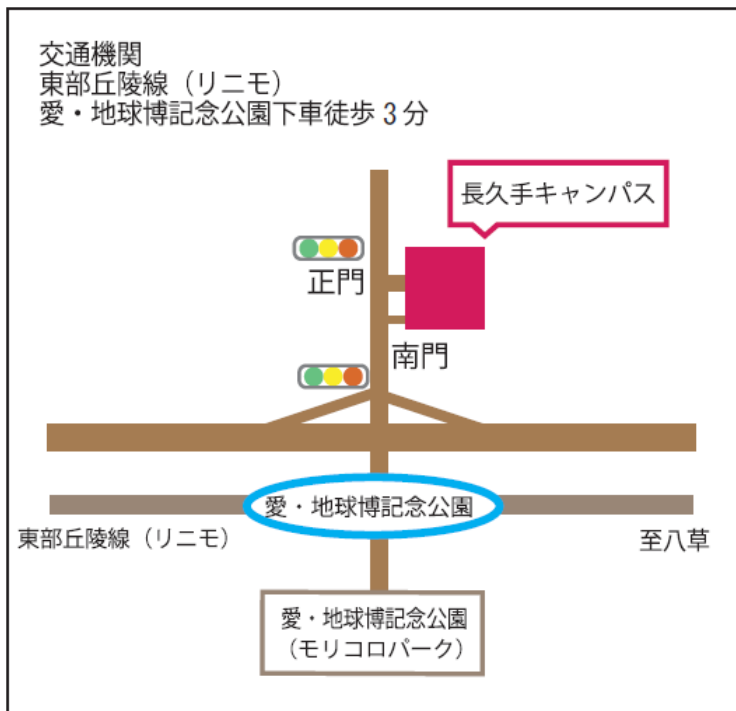 交通機関
東部丘陵線（リニモ）
愛・地球博記念公園下車徒歩 3 分
長久手キャンパス
正門
南門
愛・地球博記念公園
東部丘陵線（リニモ）
至八草
愛・地球博記念公園
（モリコロパーク）